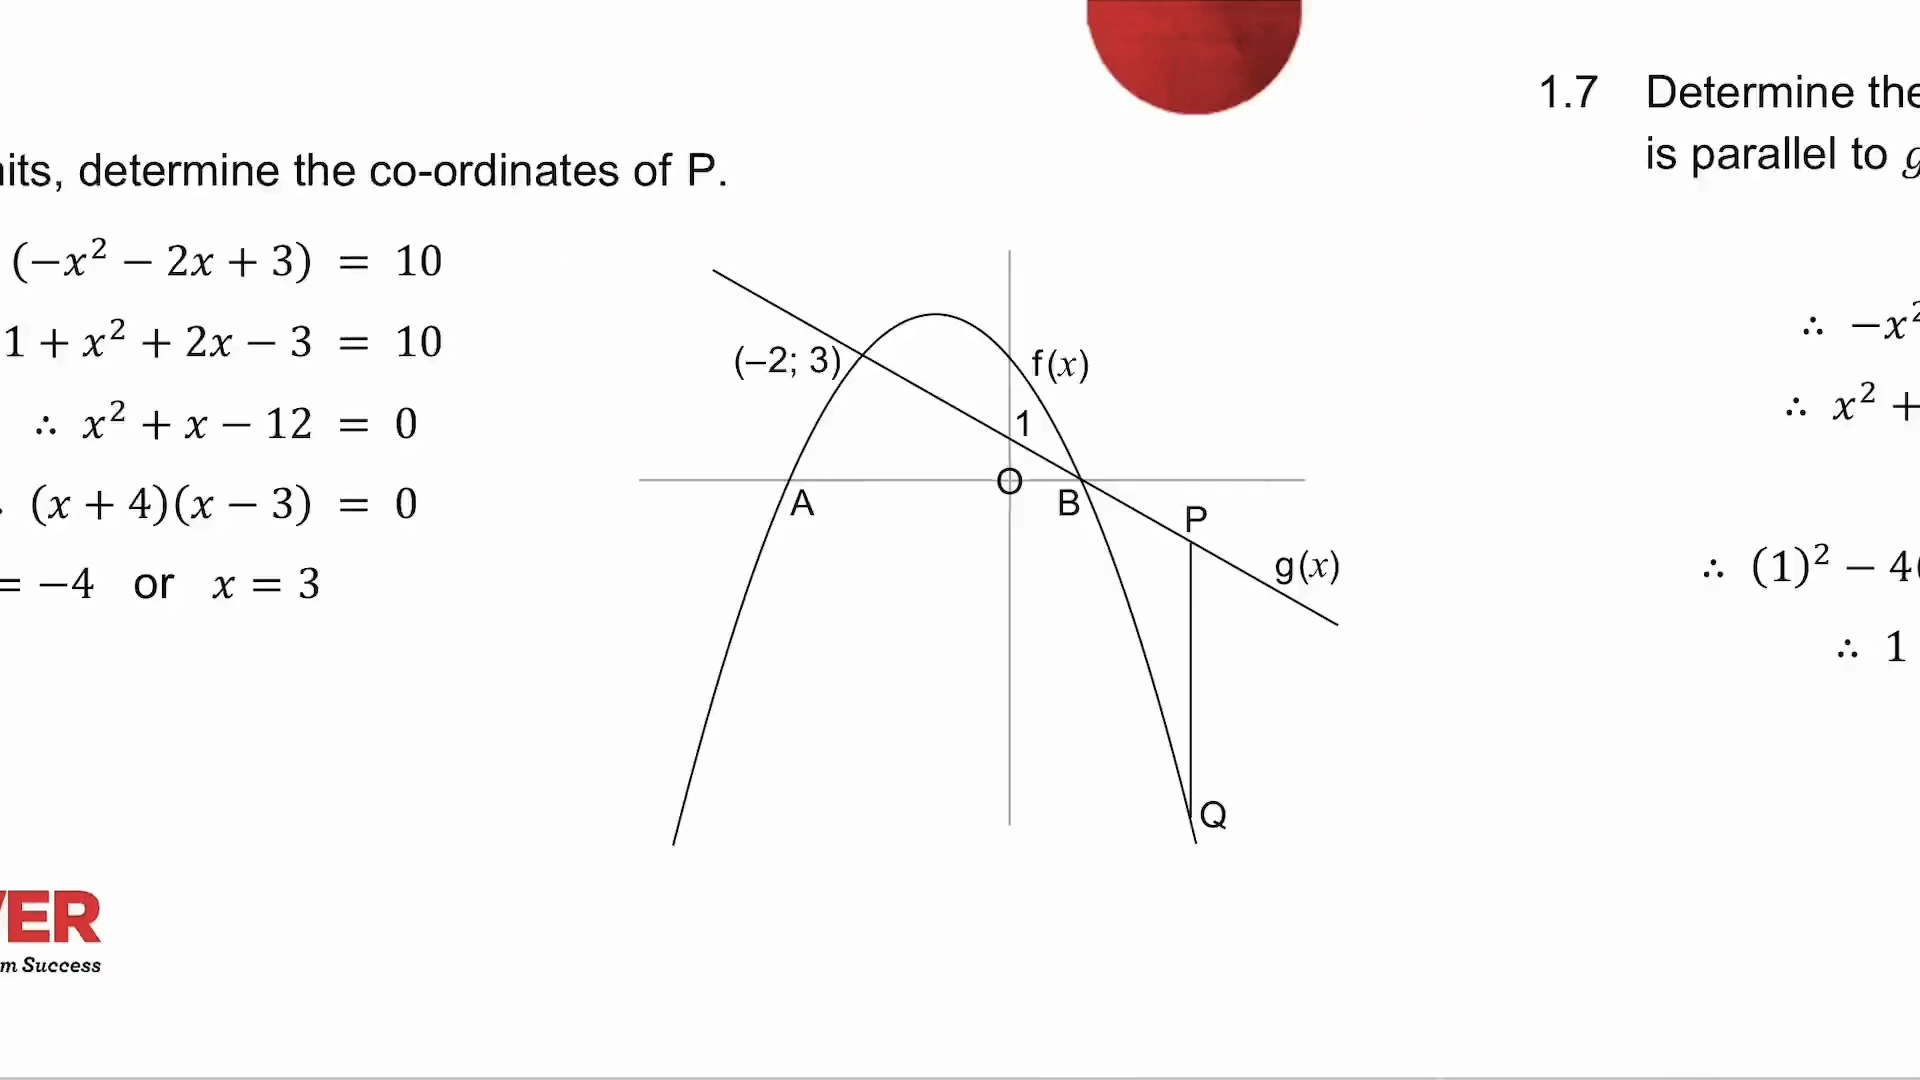 its, determine the co-ordinates of P.
(−x² − 2x + 3) = 10
1 + x² + 2x − 3 = 10
∴ x² + x − 12 = 0
(x + 4)(x − 3) = 0
= −4 or x = 3
(–2; 3)
f(x)
1
O
A
B
P
g(x)
Q
VER
m Success
1.7 Determine the
is parallel to g
∴ −x²
∴ x² +
∴ (1)² − 4(
∴ 1